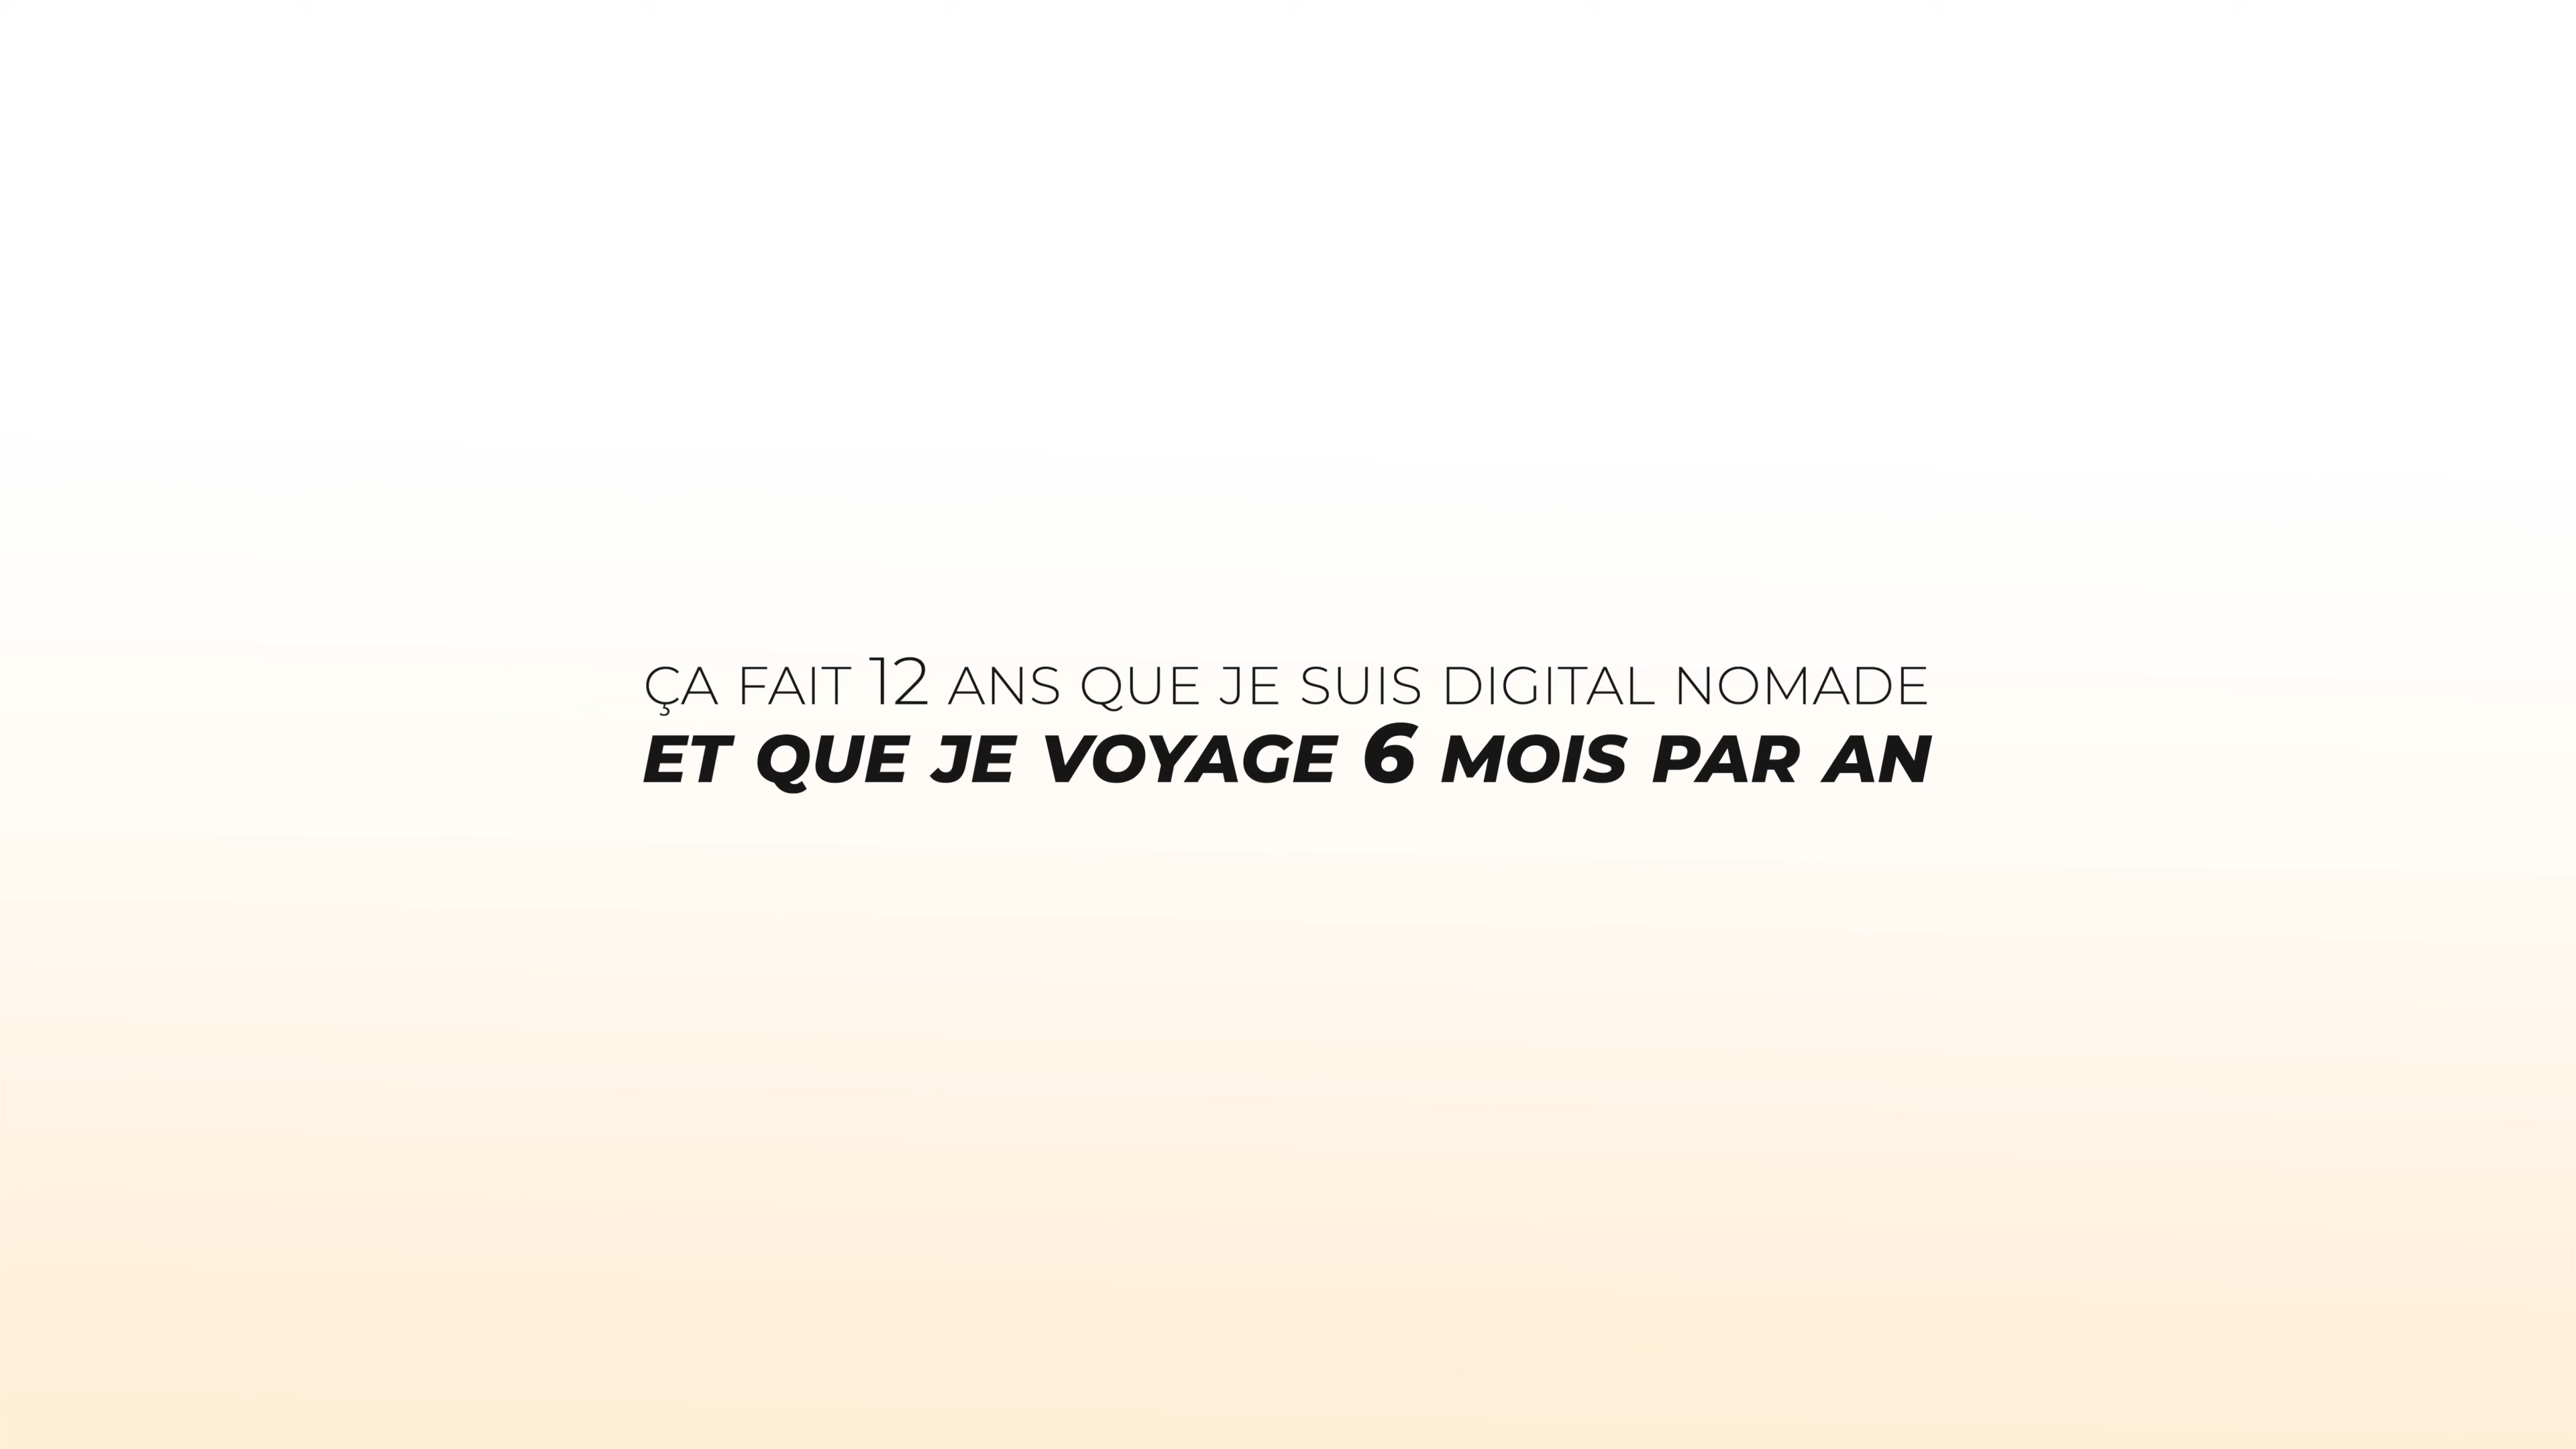 ÇA FAIT 12 ANS QUE JE SUIS DIGITAL NOMADE
ET QUE JE VOYAGE 6 MOIS PAR AN